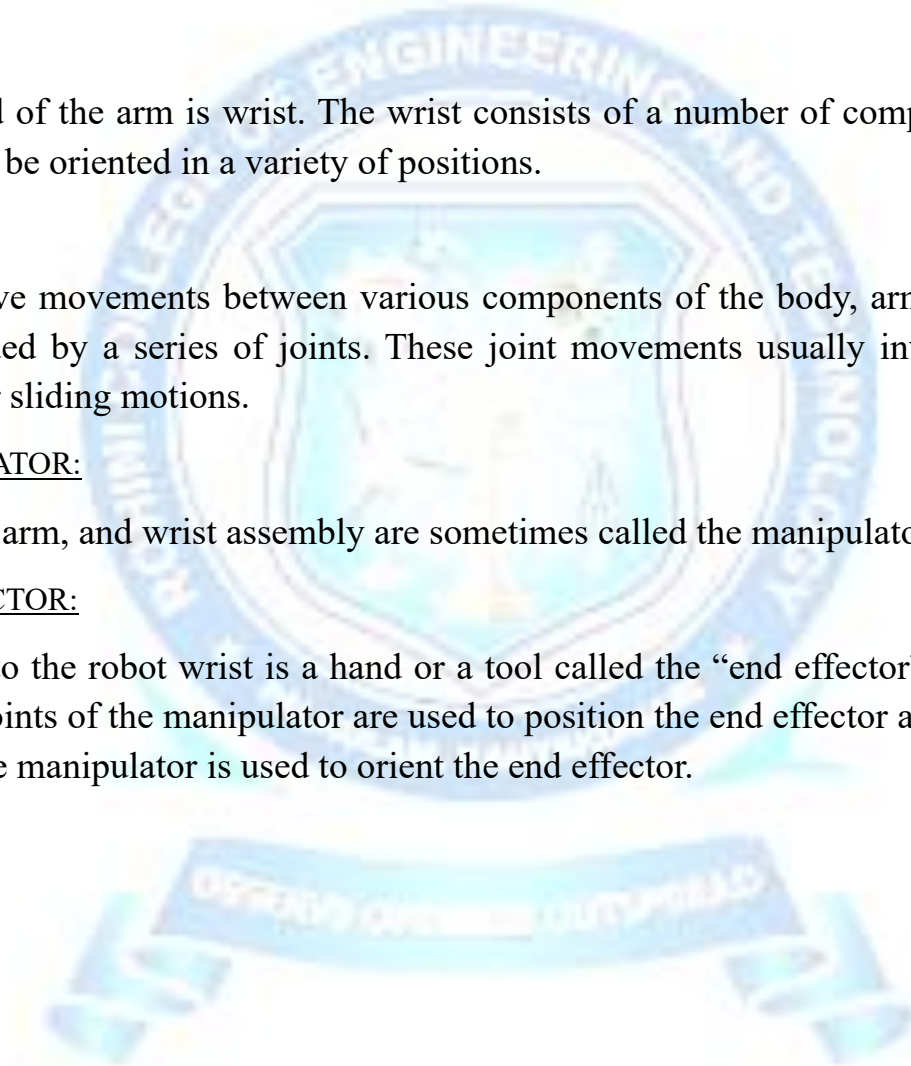 ENGINEERING AND TECHNOLOGY
d of the arm is wrist. The wrist consists of a number of comp
be oriented in a variety of positions.
ve movements between various components of the body, arm
ed by a series of joints. These joint movements usually inv
sliding motions.
ATOR:
arm, and wrist assembly are sometimes called the manipulato
CTOR:
to the robot wrist is a hand or a tool called the “end effector”
oints of the manipulator are used to position the end effector a
e manipulator is used to orient the end effector.